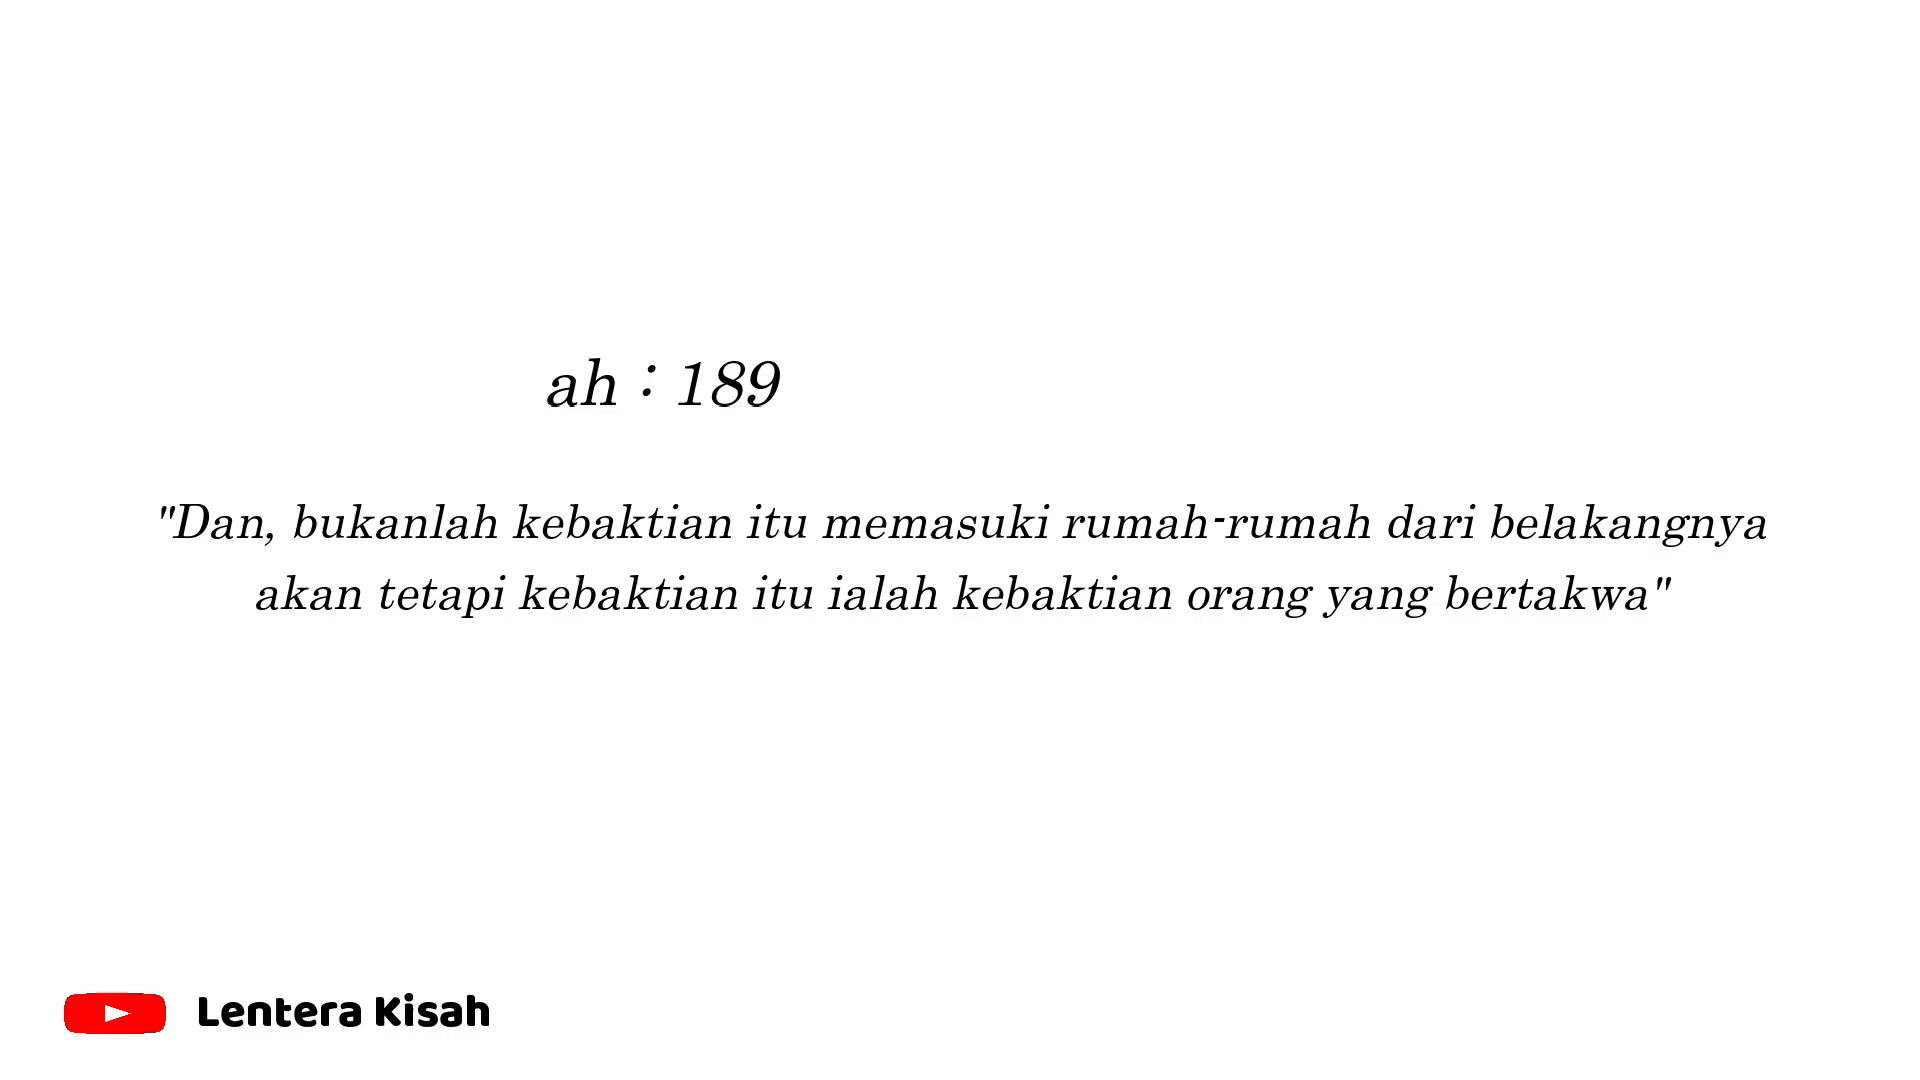 ah : 189
"Dan, bukanlah kebaktian itu memasuki rumah-rumah dari belakangnya
akan tetapi kebaktian itu ialah kebaktian orang yang bertakwa"
Lentera Kisah